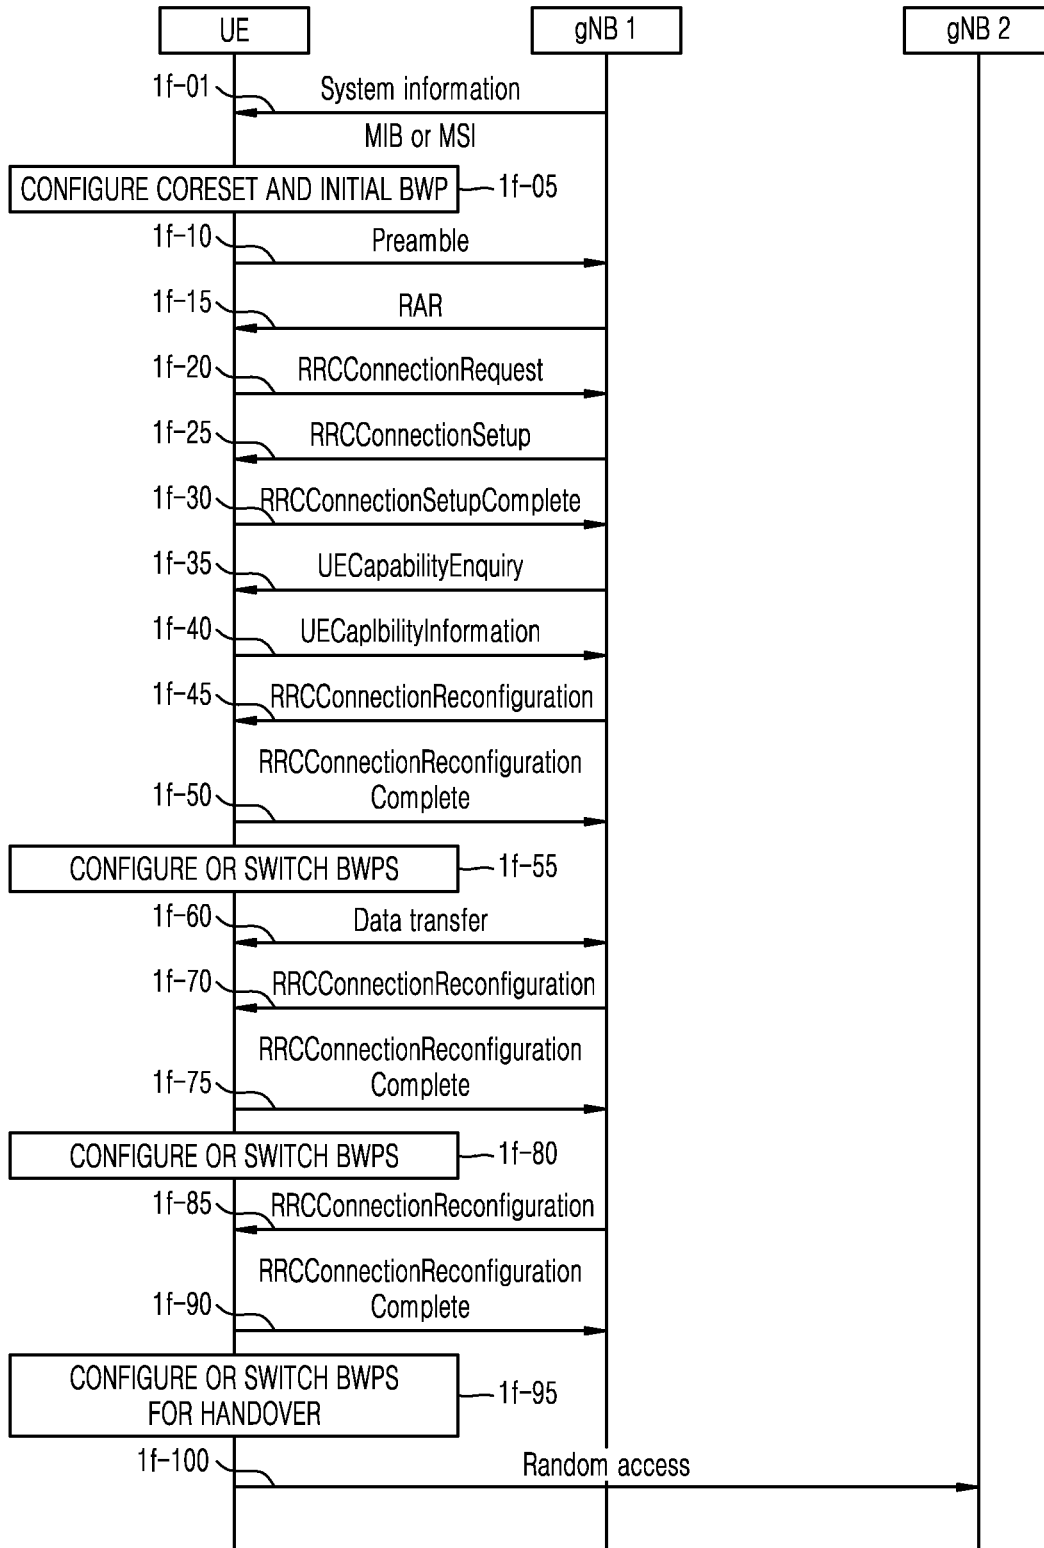 UE
gNB 1
gNB 2
1f-01
System information
MIB or MSI
CONFIGURE CORESET AND INITIAL BWP
1f-05
1f-10
Preamble
1f-15
RAR
1f-20
RRCConnectionRequest
1f-25
RRCConnectionSetup
1f-30
RRCConnectionSetupComplete
1f-35
UECapabilityEnquiry
1f-40
UECaplbilityInformation
1f-45
RRCConnectionReconfiguration
RRCConnectionReconfiguration
Complete
1f-50
CONFIGURE OR SWITCH BWPS
1f-55
1f-60
Data transfer
1f-70
RRCConnectionReconfiguration
RRCConnectionReconfiguration
Complete
1f-75
CONFIGURE OR SWITCH BWPS
1f-80
1f-85
RRCConnectionReconfiguration
RRCConnectionReconfiguration
Complete
1f-90
CONFIGURE OR SWITCH BWPS
FOR HANDOVER
1f-95
1f-100
Random access